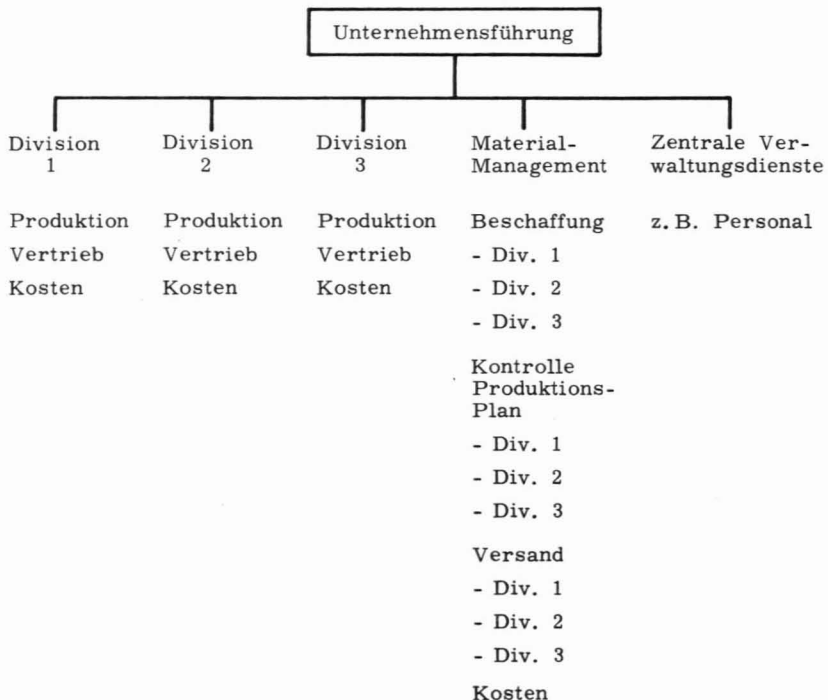 Unternehmensführung
Division
1
Division
2
Division
3
Material-
Management
Zentrale Ver-
waltungsdienste
Produktion
Vertrieb
Kosten
Produktion
Vertrieb
Kosten
Produktion
Vertrieb
Kosten
Beschaffung
- Div. 1
- Div. 2
- Div. 3
Kontrolle
Produktions-
Plan
- Div. 1
- Div. 2
- Div. 3
Versand
- Div. 1
- Div. 2
- Div. 3
Kosten
z. B. Personal